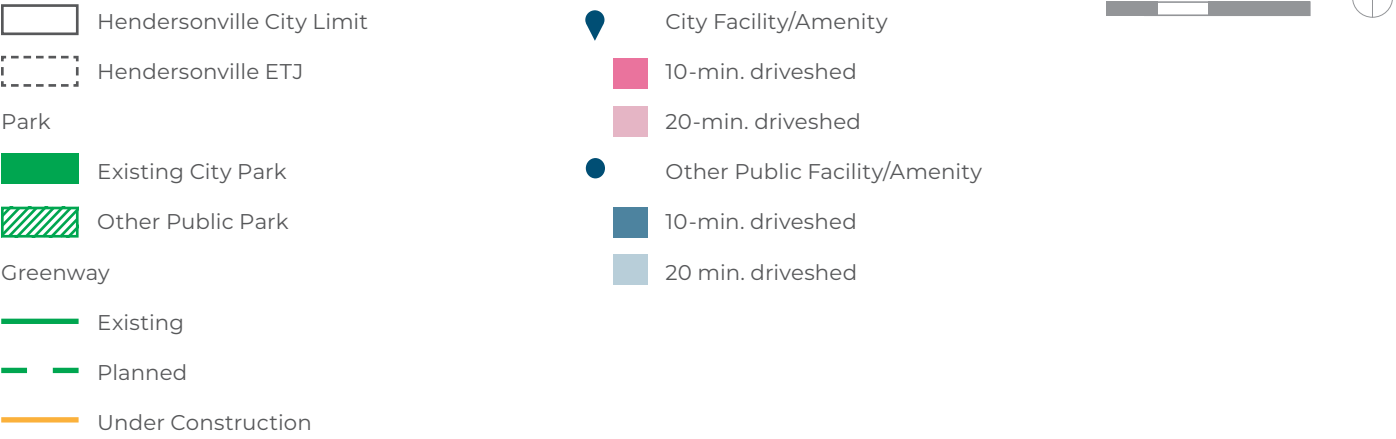 Hendersonville City Limit
Hendersonville ETJ
Park
Existing City Park
Other Public Park
Greenway
Existing
Planned
Under Construction
City Facility/Amenity
10-min. driveshed
20-min. driveshed
Other Public Facility/Amenity
10-min. driveshed
20 min. driveshed